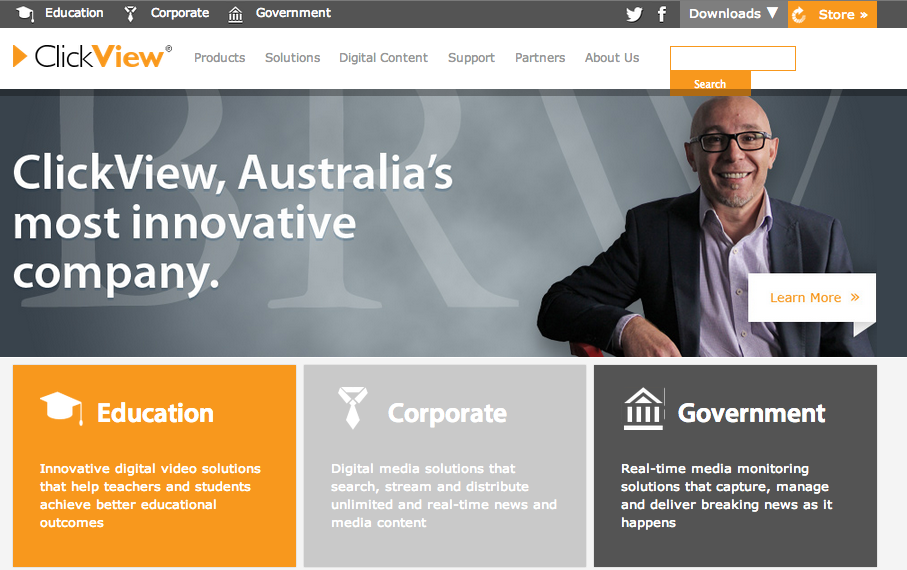 Education Corporate Government Downloads ▼ Store »
ClickView® Products Solutions Digital Content Support Partners About Us
Search
BRW
ClickView, Australia's
most innovative
company.
Learn More »
Education
Innovative digital video solutions
that help teachers and students
achieve better educational
outcomes
Corporate
Digital media solutions that
search, stream and distribute
unlimited and real-time news and
media content
Government
Real-time media monitoring
solutions that capture, manage
and deliver breaking news as it
happens